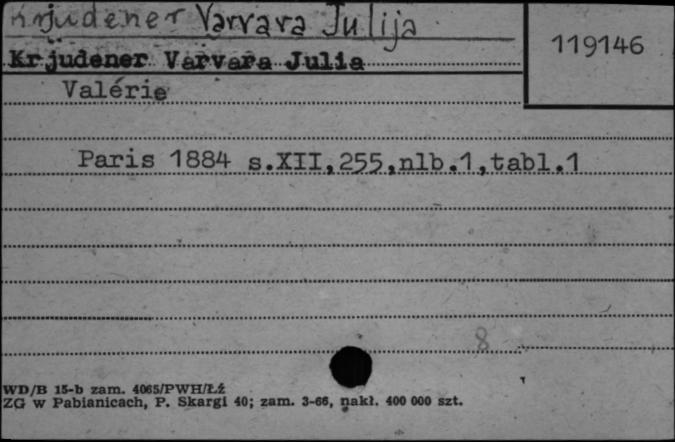 Krjudener Varvara Julija
119146
Krjudener Varvara Julia
Valérie
Paris 1884 s.XII,255,nlb.1,tabl.1
8
WD/B 15-b zam. 4065/PWH/Łź
ZG w Pabianicach, P. Skargi 40; zam. 3-66, nakł. 400 000 szt.